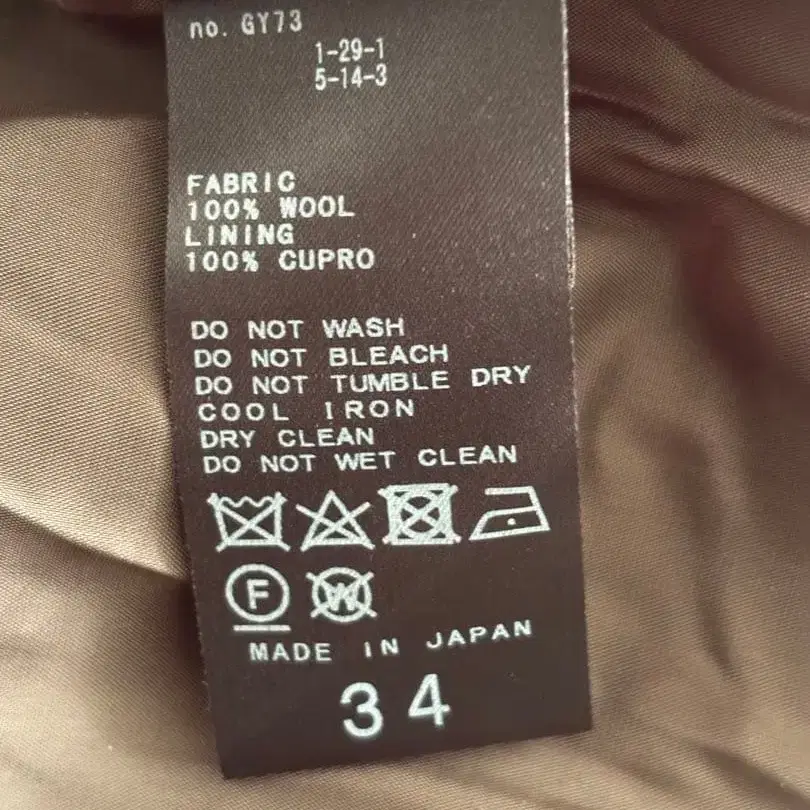 no. GY73
1-29-1
5-14-3
FABRIC
100% WOOL
LINING
100% CUPRO
DO NOT WASH
DO NOT BLEACH
DO NOT TUMBLE DRY
COOL IRON
DRY CLEAN
DO NOT WET CLEAN
F W
MADE IN JAPAN
34